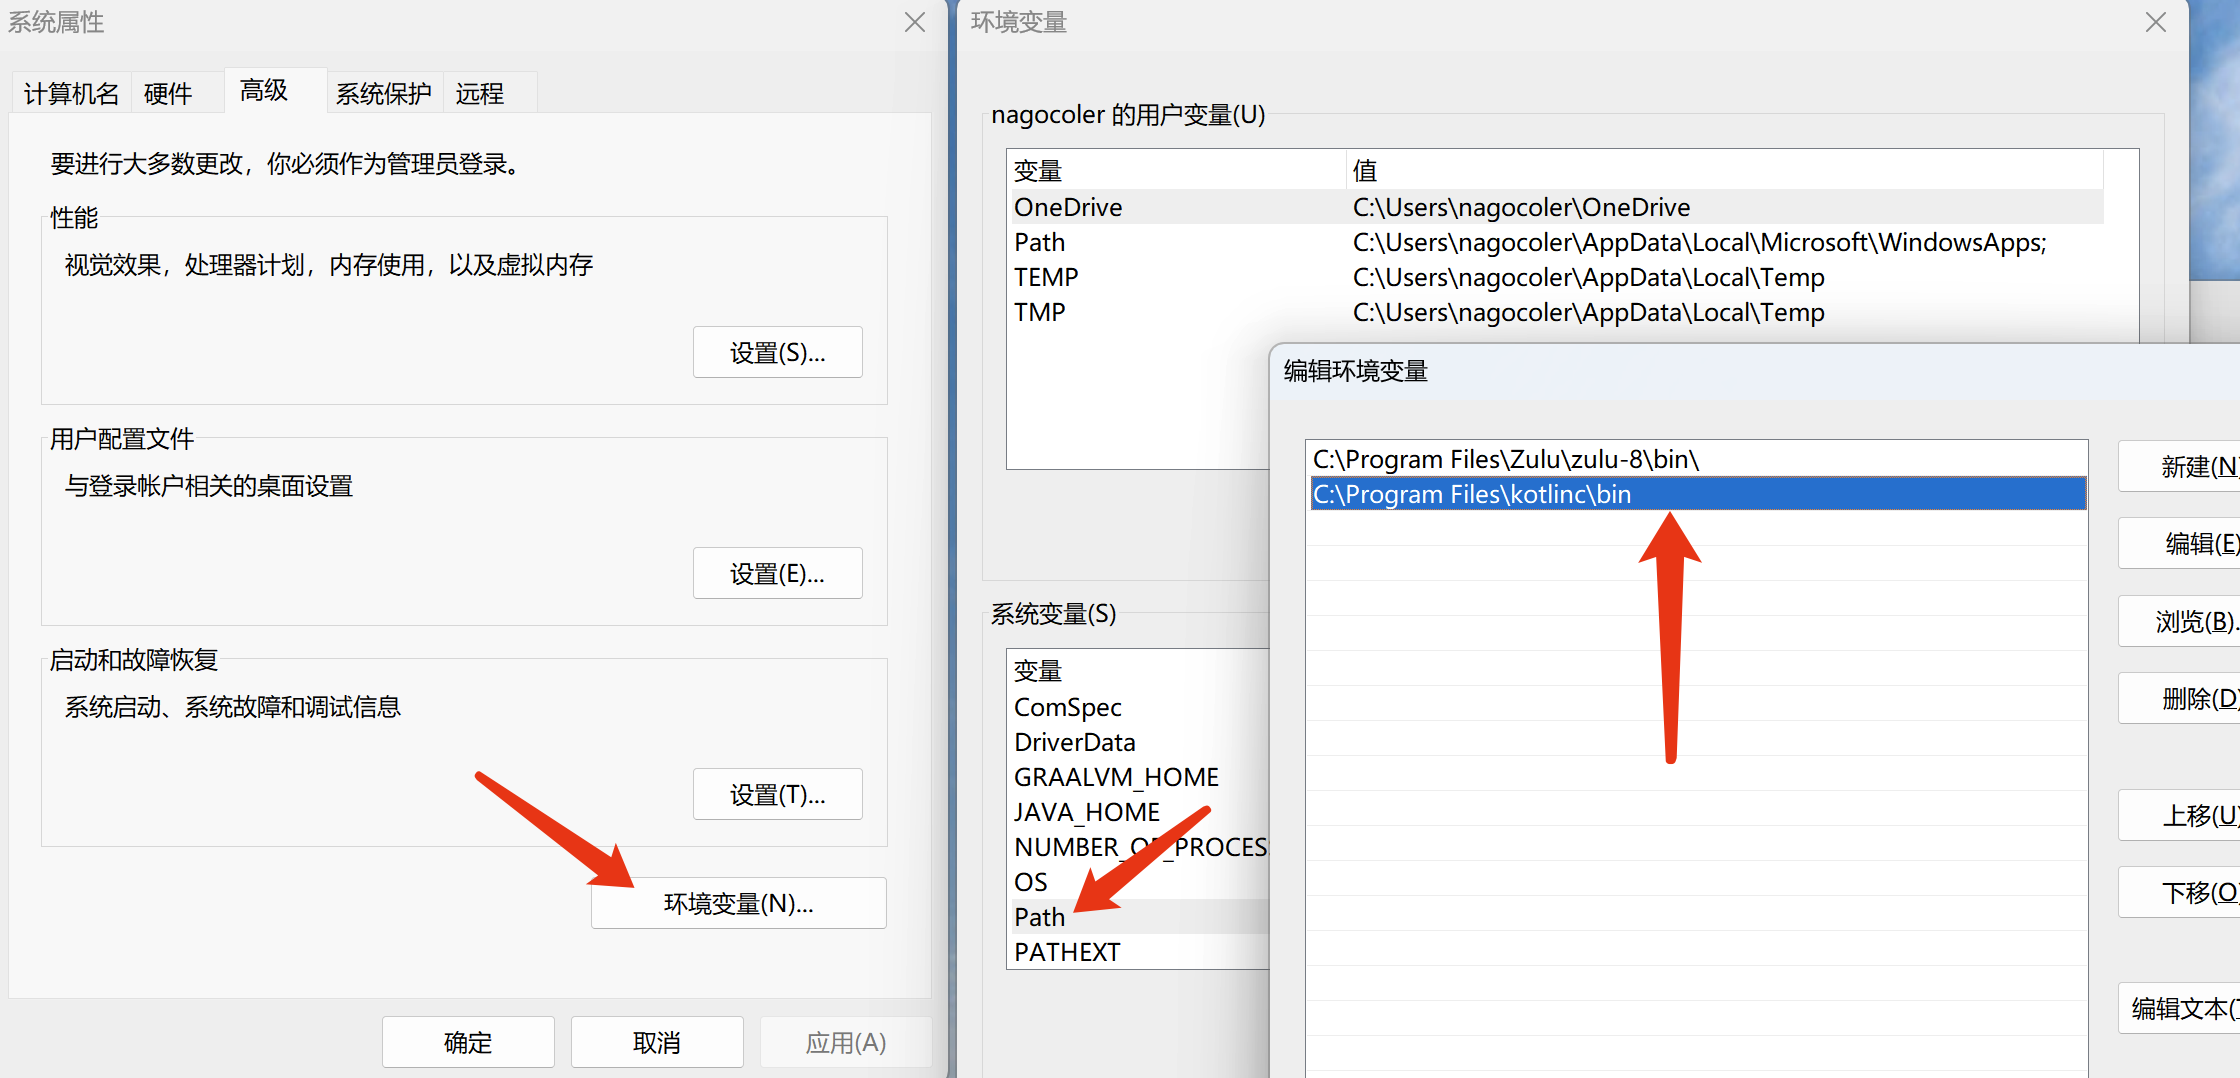 系统属性
计算机名 硬件 高级 系统保护 远程
要进行大多数更改，你必须作为管理员登录。
性能
视觉效果，处理器计划，内存使用，以及虚拟内存
设置(S)...
用户配置文件
与登录帐户相关的桌面设置
设置(E)...
启动和故障恢复
系统启动、系统故障和调试信息
设置(T)...
环境变量(N)...
确定 取消 应用(A)
环境变量
nagocoler 的用户变量(U)
变量 值
OneDrive C:\Users\nagocoler\OneDrive
Path C:\Users\nagocoler\AppData\Local\Microsoft\WindowsApps;
TEMP C:\Users\nagocoler\AppData\Local\Temp
TMP C:\Users\nagocoler\AppData\Local\Temp
系统变量(S)
变量
ComSpec
DriverData
GRAALVM_HOME
JAVA_HOME
NUMBER_OF_PROCES
OS
Path
PATHEXT
编辑环境变量
C:\Program Files\Zulu\zulu-8\bin\
C:\Program Files\kotlinc\bin
新建(N)
编辑(E)
浏览(B).
删除(D)
上移(U)
下移(O)
编辑文本(T